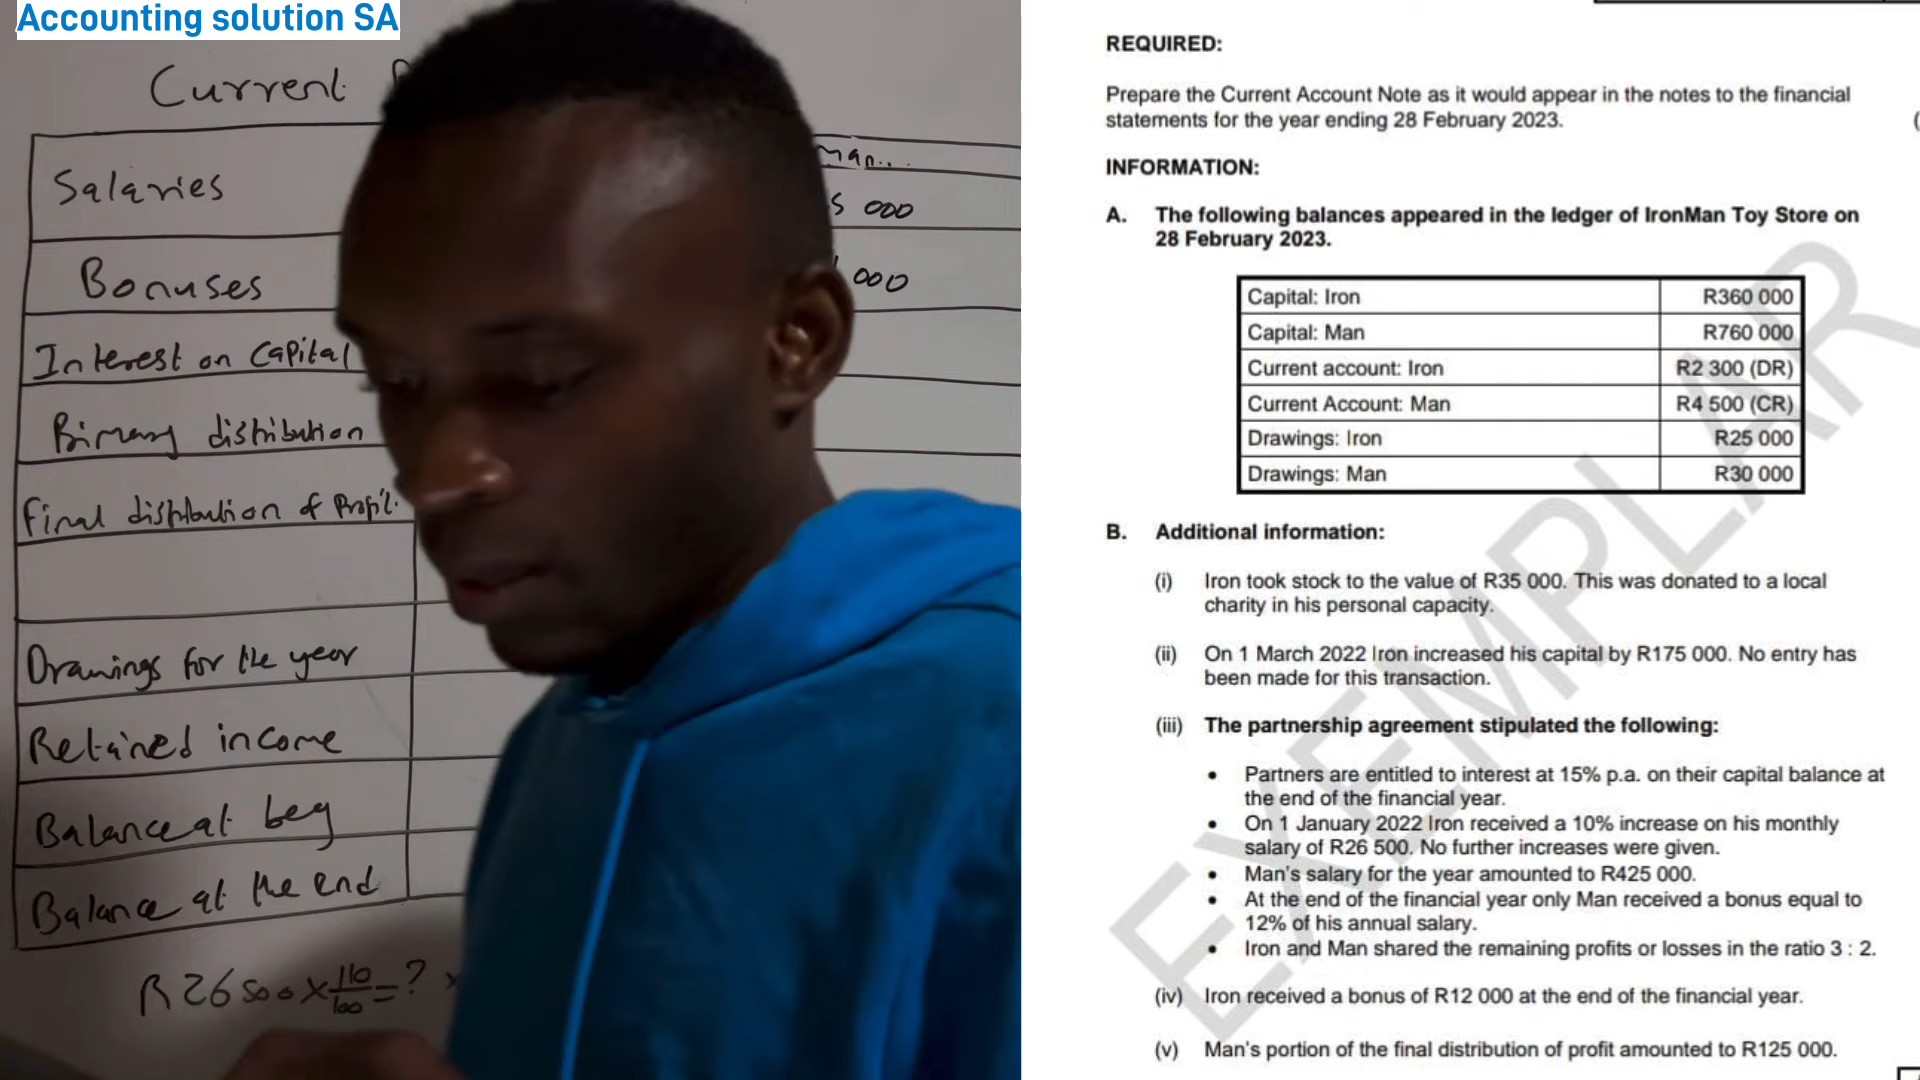 Accounting solution SA
Current
man..
Salaries
5 000
Bonuses
000
Interest on Capital
Primary distribution
Final distribution of Profit.
Drawings for the year
Retained income
Balance at beg
Balance at the end
R26 500 x 110/100 = ? x
REQUIRED:
Prepare the Current Account Note as it would appear in the notes to the financial
statements for the year ending 28 February 2023.
(
INFORMATION:
A. The following balances appeared in the ledger of IronMan Toy Store on
28 February 2023.
Capital: Iron R360 000
Capital: Man R760 000
Current account: Iron R2 300 (DR)
Current Account: Man R4 500 (CR)
Drawings: Iron R25 000
Drawings: Man R30 000
B. Additional information:
(i) Iron took stock to the value of R35 000. This was donated to a local
charity in his personal capacity.
(ii) On 1 March 2022 Iron increased his capital by R175 000. No entry has
been made for this transaction.
(iii) The partnership agreement stipulated the following:
• Partners are entitled to interest at 15% p.a. on their capital balance at
the end of the financial year.
• On 1 January 2022 Iron received a 10% increase on his monthly
salary of R26 500. No further increases were given.
• Man's salary for the year amounted to R425 000.
• At the end of the financial year only Man received a bonus equal to
12% of his annual salary.
• Iron and Man shared the remaining profits or losses in the ratio 3 : 2.
(iv) Iron received a bonus of R12 000 at the end of the financial year.
(v) Man's portion of the final distribution of profit amounted to R125 000.
EXEMPLAR